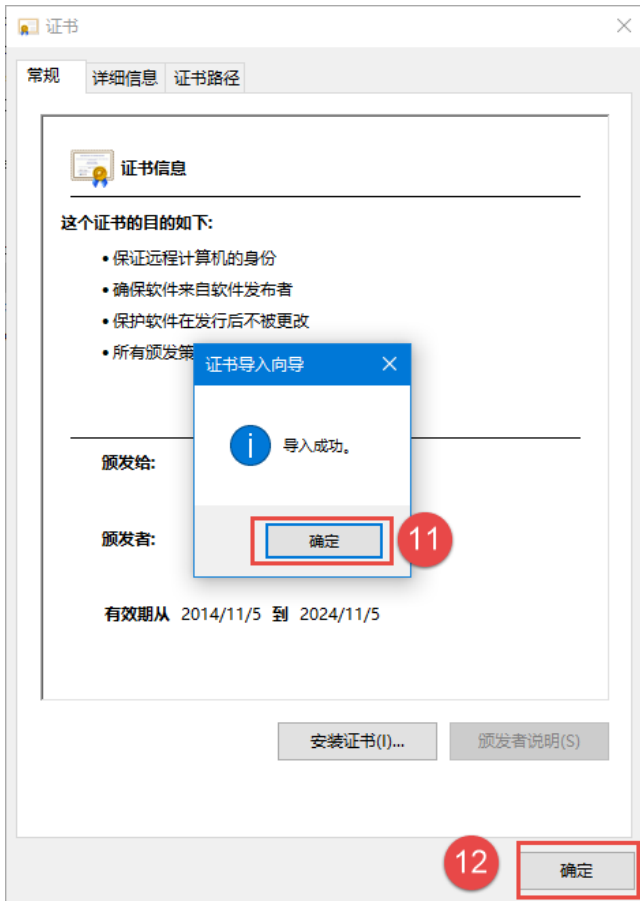 证书
常规 详细信息 证书路径
证书信息
这个证书的目的如下:
• 保证远程计算机的身份
• 确保软件来自软件发布者
• 保护软件在发行后不被更改
• 所有颁发策
证书导入向导
导入成功。
颁发给:
确定 11
颁发者:
有效期从 2014/11/5 到 2024/11/5
安装证书(I)... 颁发者说明(S)
12 确定